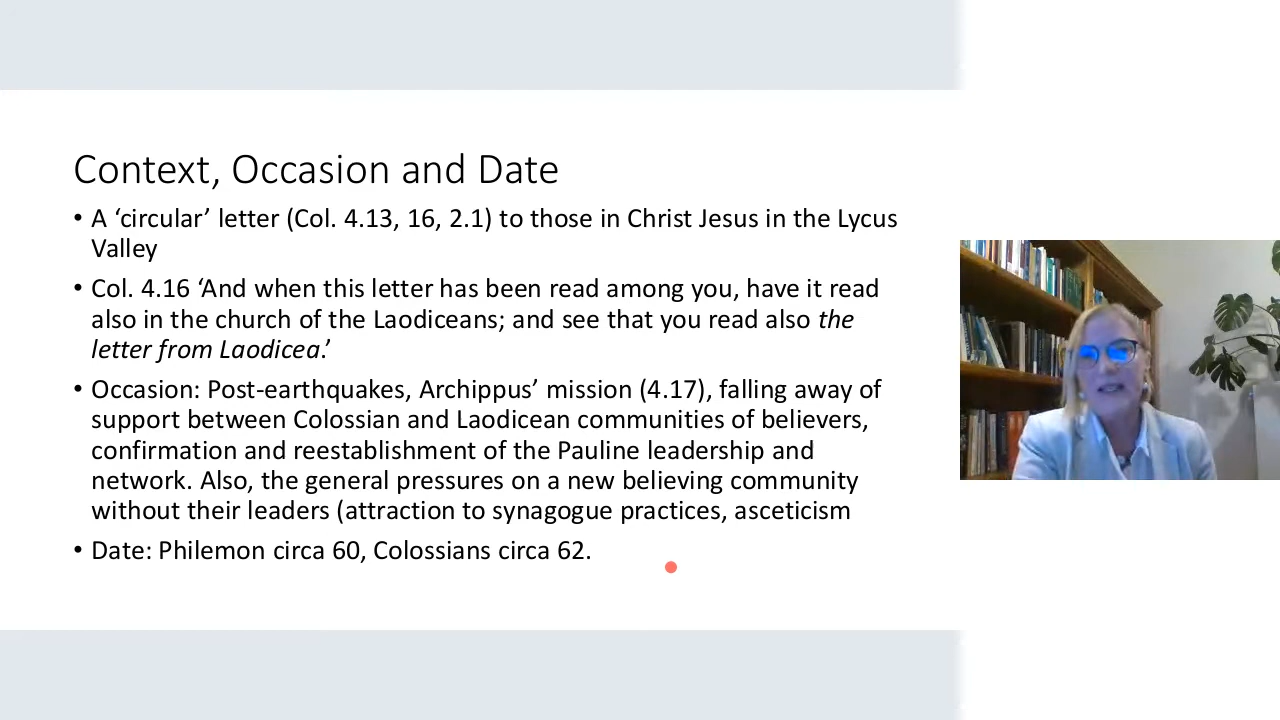 Context, Occasion and Date
• A ‘circular’ letter (Col. 4.13, 16, 2.1) to those in Christ Jesus in the Lycus
Valley
• Col. 4.16 ‘And when this letter has been read among you, have it read
also in the church of the Laodiceans; and see that you read also the
letter from Laodicea.’
• Occasion: Post-earthquakes, Archippus’ mission (4.17), falling away of
support between Colossian and Laodicean communities of believers,
confirmation and reestablishment of the Pauline leadership and
network. Also, the general pressures on a new believing community
without their leaders (attraction to synagogue practices, asceticism
• Date: Philemon circa 60, Colossians circa 62.